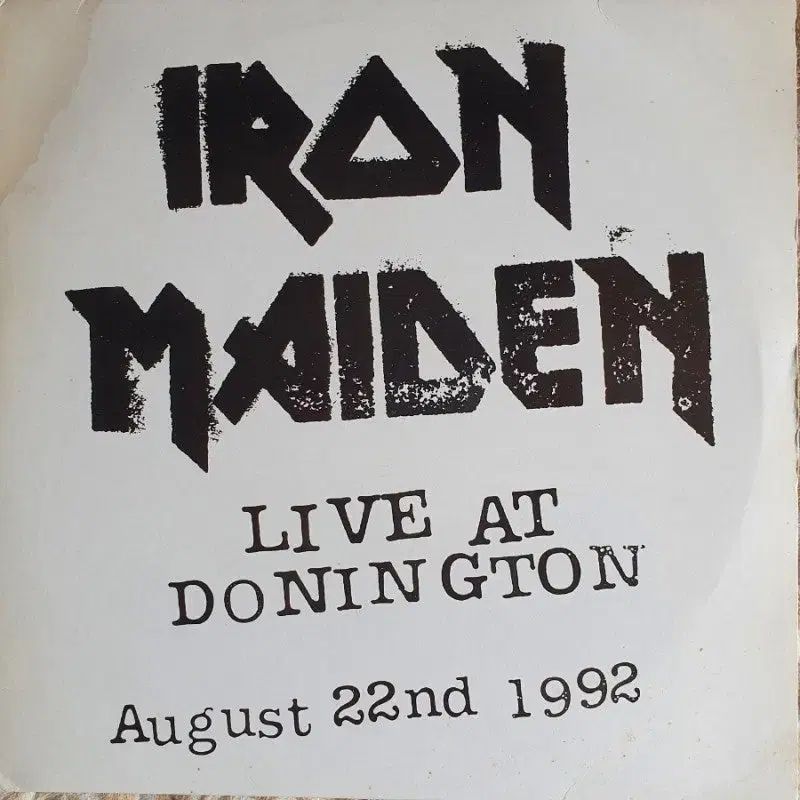 IRON
MAIDEN
LIVE AT
DONINGTON
August 22nd 1992